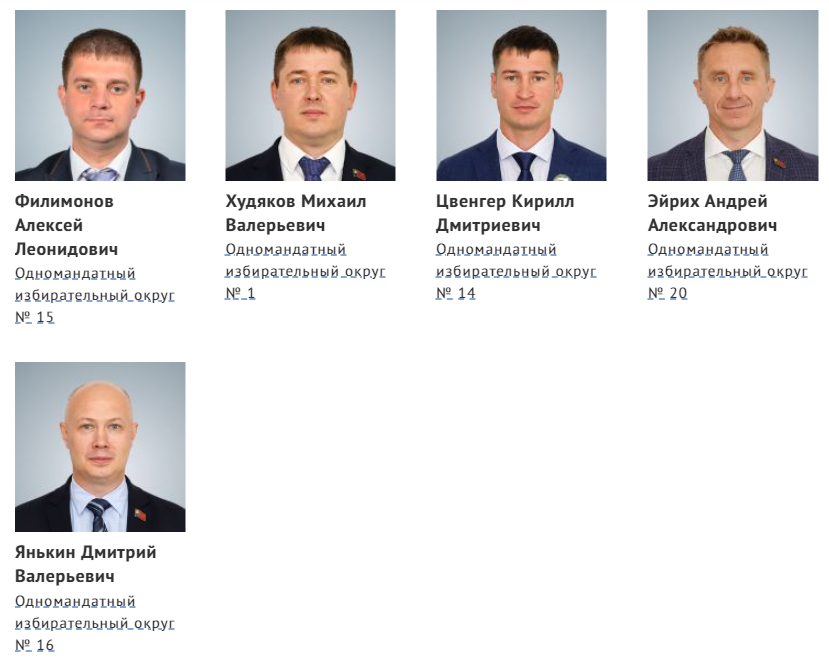 Филимонов
Алексей
Леонидович
Одномандатный
избирательный округ
№ 15
Худяков Михаил
Валерьевич
Одномандатный
избирательный округ
№ 1
Цвенгер Кирилл
Дмитриевич
Одномандатный
избирательный округ
№ 14
Эйрих Андрей
Александрович
Одномандатный
избирательный округ
№ 20
Янькин Дмитрий
Валерьевич
Одномандатный
избирательный округ
№ 16